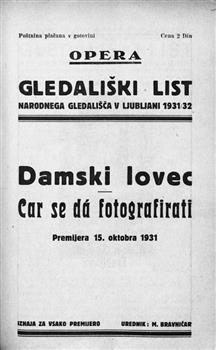 Poštnina plačana v gotovini Cena 2 Din
OPERA
GLEDALIŠKI LIST
NARODNEGA GLEDALIŠČA V LJUBLJANI 1931/32
Damski lovec
Car se dá fotografirati
Premijera 15. oktobra 1931
IZHAJA ZA VSAKO PREMIJERO UREDNIK: M. BRAVNIČAR